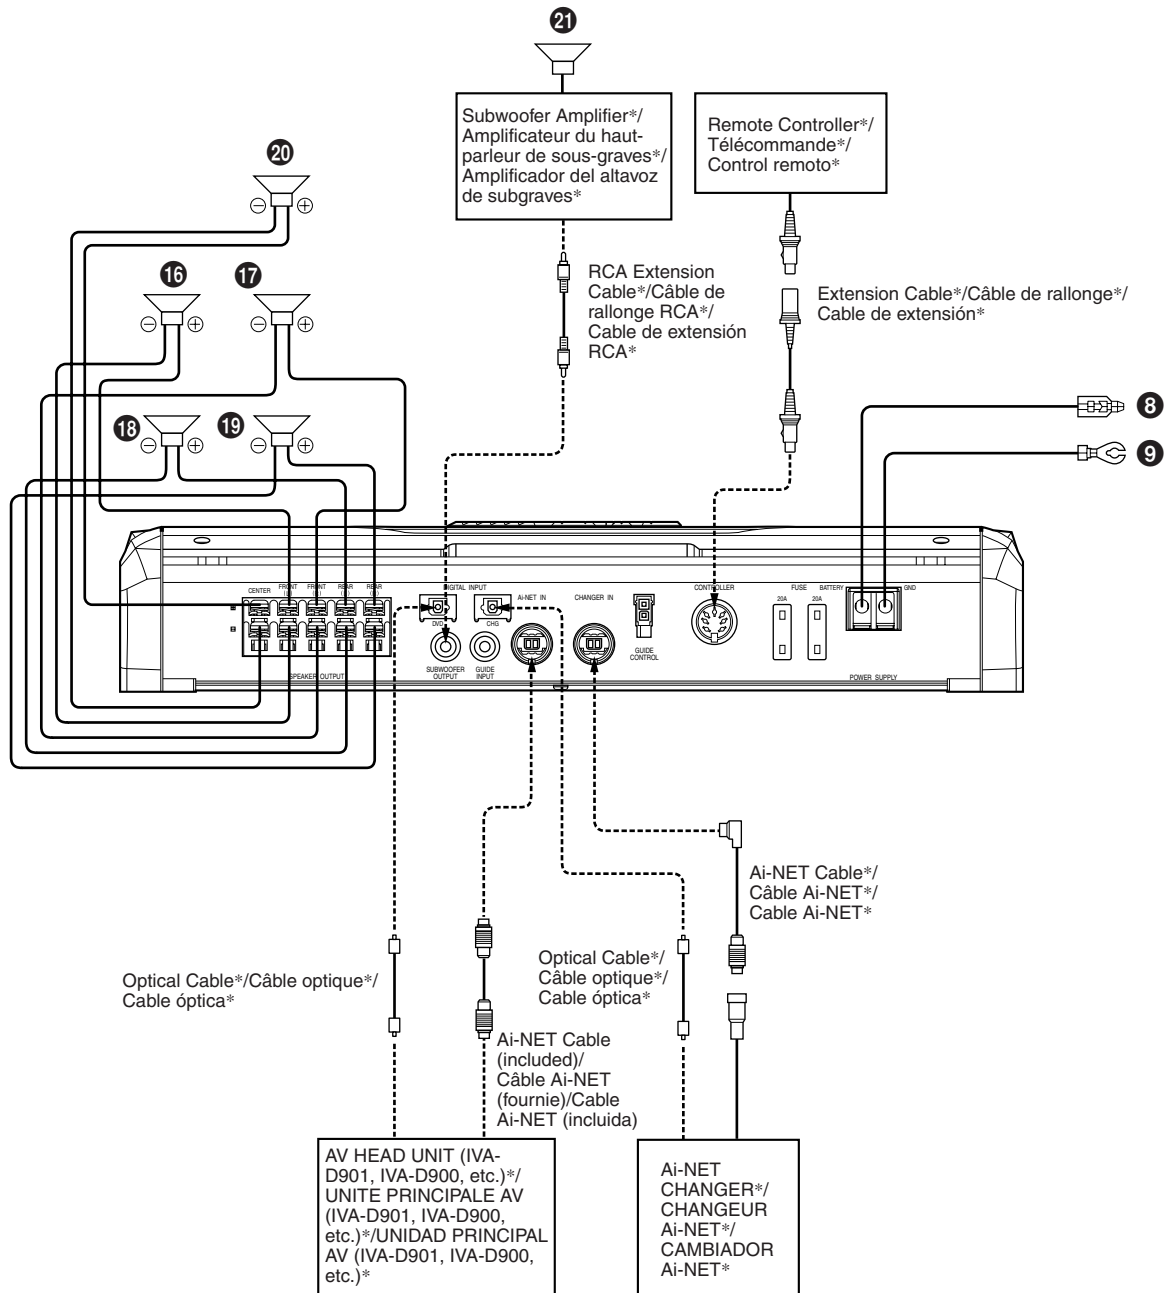 21
Subwoofer Amplifier*/
Amplificateur du haut-
parleur de sous-graves*/
Amplificador del altavoz
de subgraves*
Remote Controller*/
Télécommande*/
Control remoto*
20
⊖ ⊕
16 17
⊖ ⊕ ⊖ ⊕
RCA Extension
Cable*/Câble de
rallonge RCA*/
Cable de extensión
RCA*
Extension Cable*/Câble de rallonge*/
Cable de extensión*
8
18 19
⊖ ⊕ ⊖ ⊕
9
CENTER FRONT FRONT REAR REAR
DIGITAL INPUT
DVD CHG
Ai-NET IN
CHANGER IN
CONTROLLER
FUSE
20A 20A
BATTERY
GND
SPEAKER OUTPUT
SUBWOOFER
OUTPUT
GUIDE
INPUT
GUIDE
CONTROL
POWER SUPPLY
Ai-NET Cable*/
Câble Ai-NET*/
Cable Ai-NET*
Optical Cable*/Câble optique*/
Cable óptica*
Optical Cable*/
Câble optique*/
Cable óptica*
Ai-NET Cable
(included)/
Câble Ai-NET
(fournie)/Cable
Ai-NET (incluida)
AV HEAD UNIT (IVA-
D901, IVA-D900, etc.)*/
UNITE PRINCIPALE AV
(IVA-D901, IVA-D900,
etc.)*/UNIDAD PRINCIPAL
AV (IVA-D901, IVA-D900,
etc.)*
Ai-NET
CHANGER*/
CHANGEUR
Ai-NET*/
CAMBIADOR
Ai-NET*